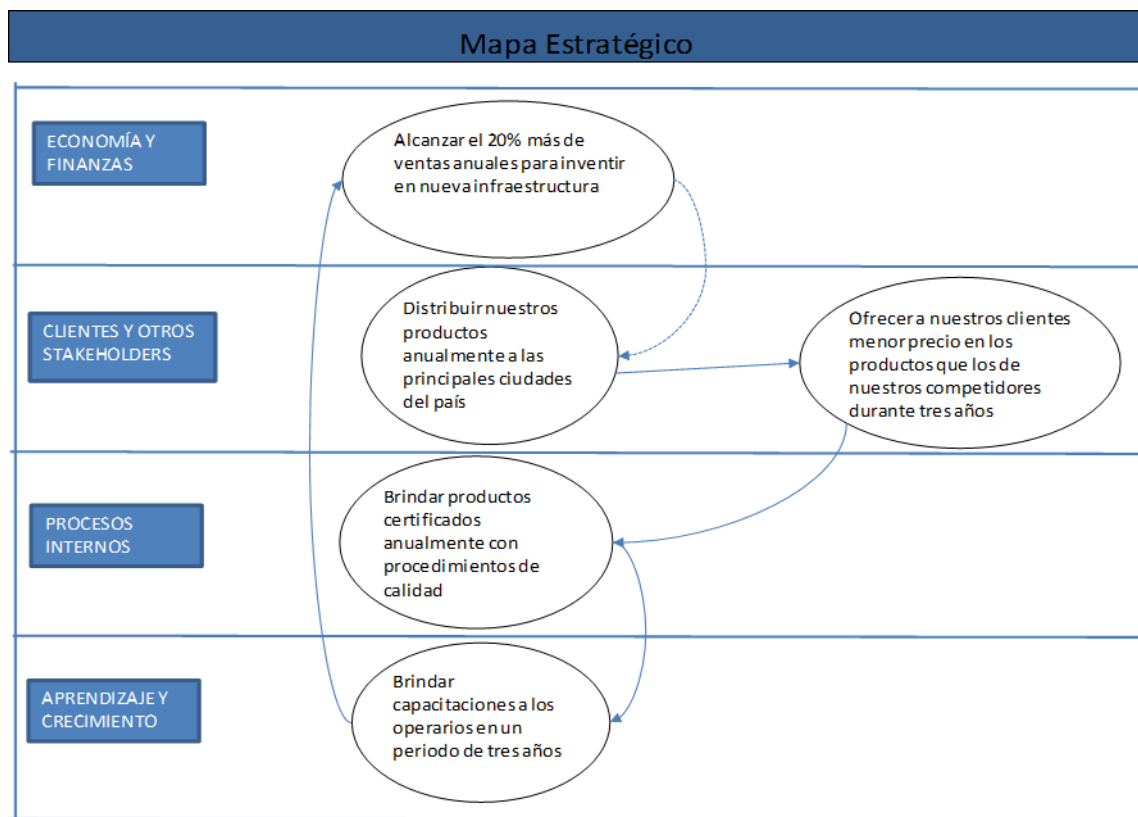 Mapa Estratégico
ECONOMÍA Y
FINANZAS
Alcanzar el 20% más de
ventas anuales para inventir
en nueva infraestructura
CLIENTES Y OTROS
STAKEHOLDERS
Distribuir nuestros
productos
anualmente a las
principales ciudades
del país
Ofrecer a nuestros clientes
menor precio en los
productos que los de
nuestros competidores
durante tres años
PROCESOS
INTERNOS
Brindar productos
certificados
anualmente con
procedimientos de
calidad
APRENDIZAJE Y
CRECIMIENTO
Brindar
capacitaciones a los
operarios en un
periodo de tres años